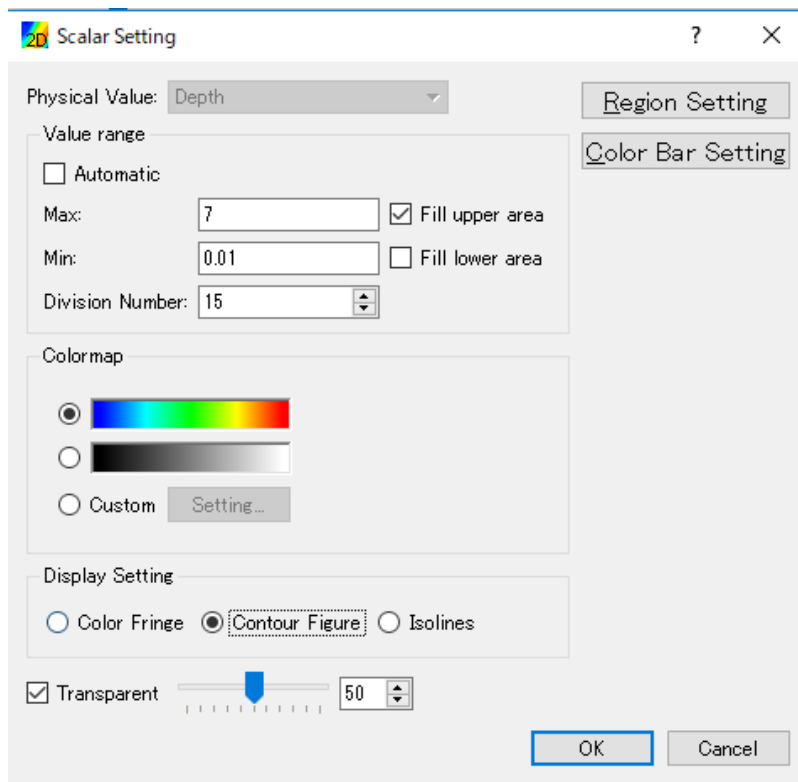 2D Scalar Setting ? ×
Physical Value: Depth
Region Setting
Value range
Color Bar Setting
Automatic
Max: 7 Fill upper area
Min: 0.01 Fill lower area
Division Number: 15
Colormap
Custom Setting...
Display Setting
Color Fringe Contour Figure Isolines
Transparent 50
OK Cancel